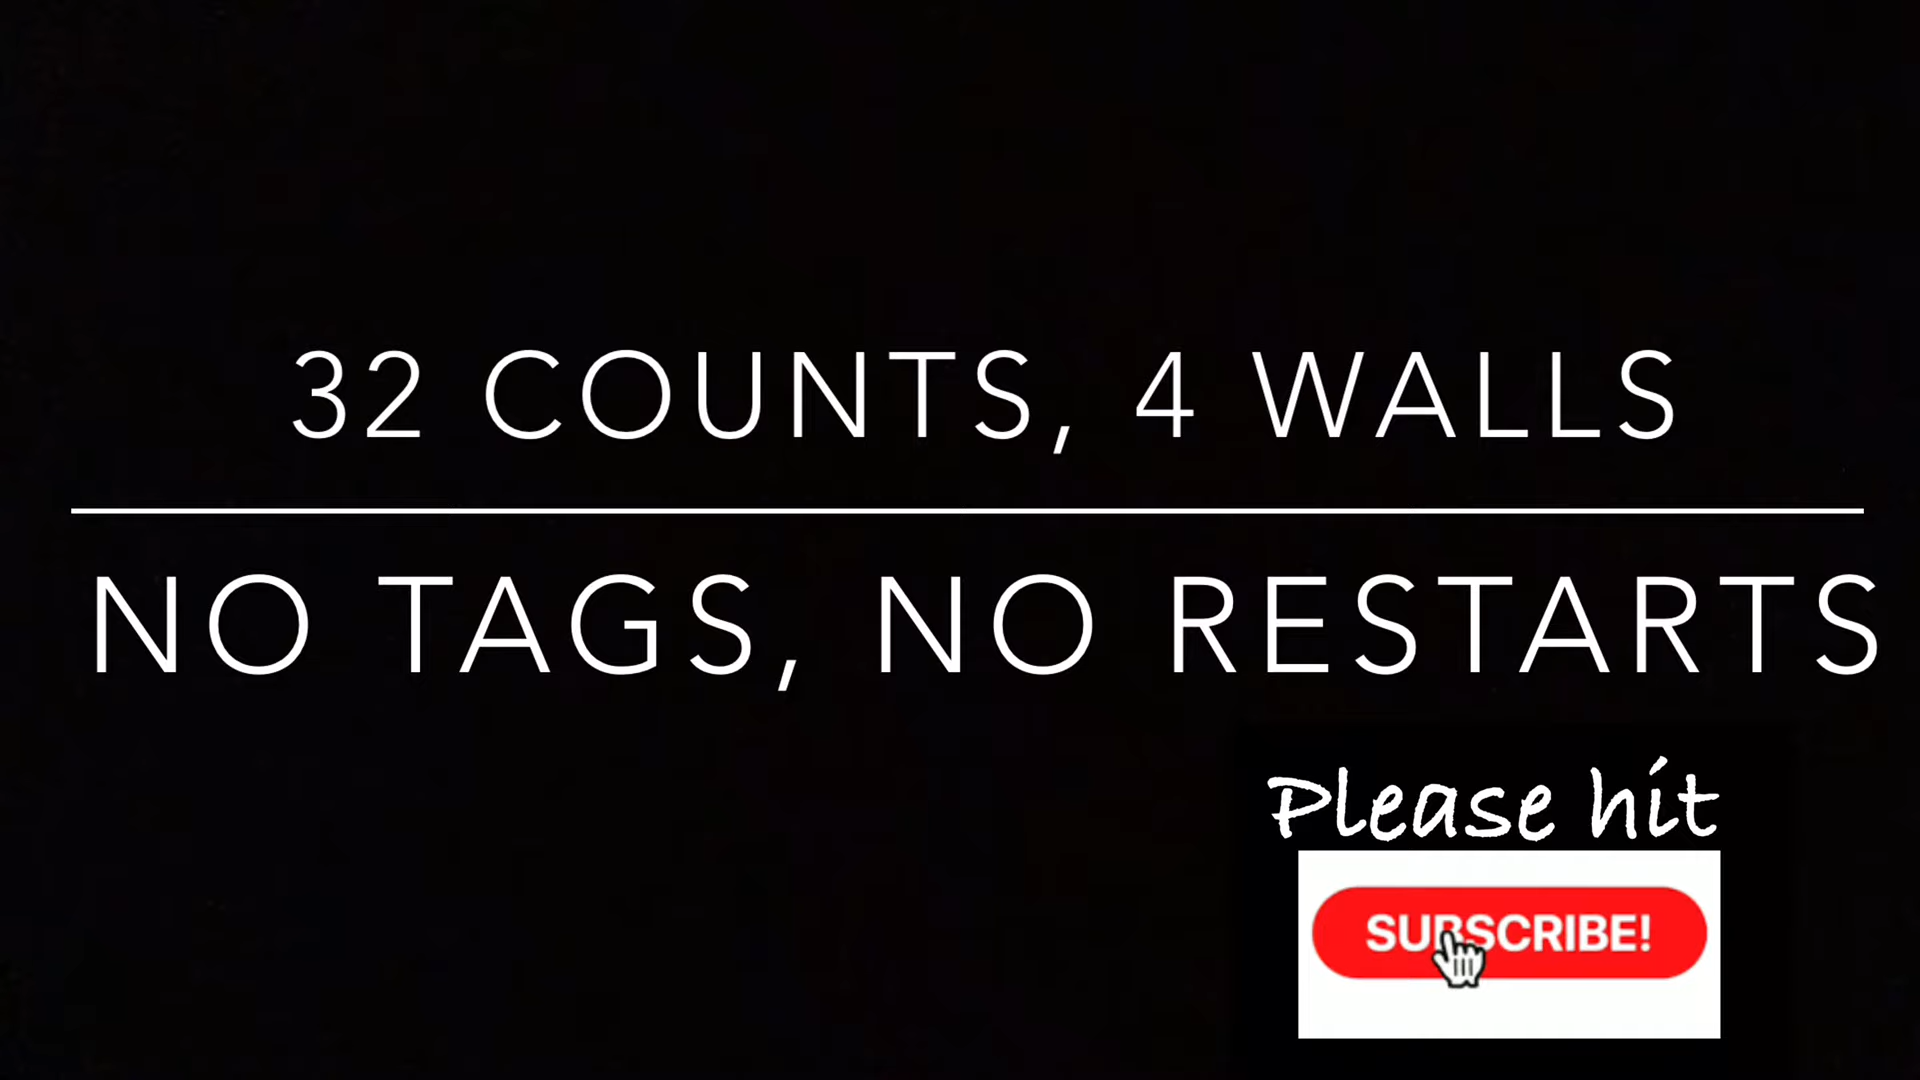 32 COUNTS, 4 WALLS
NO TAGS, NO RESTARTS
Please hit
SUBSCRIBE!